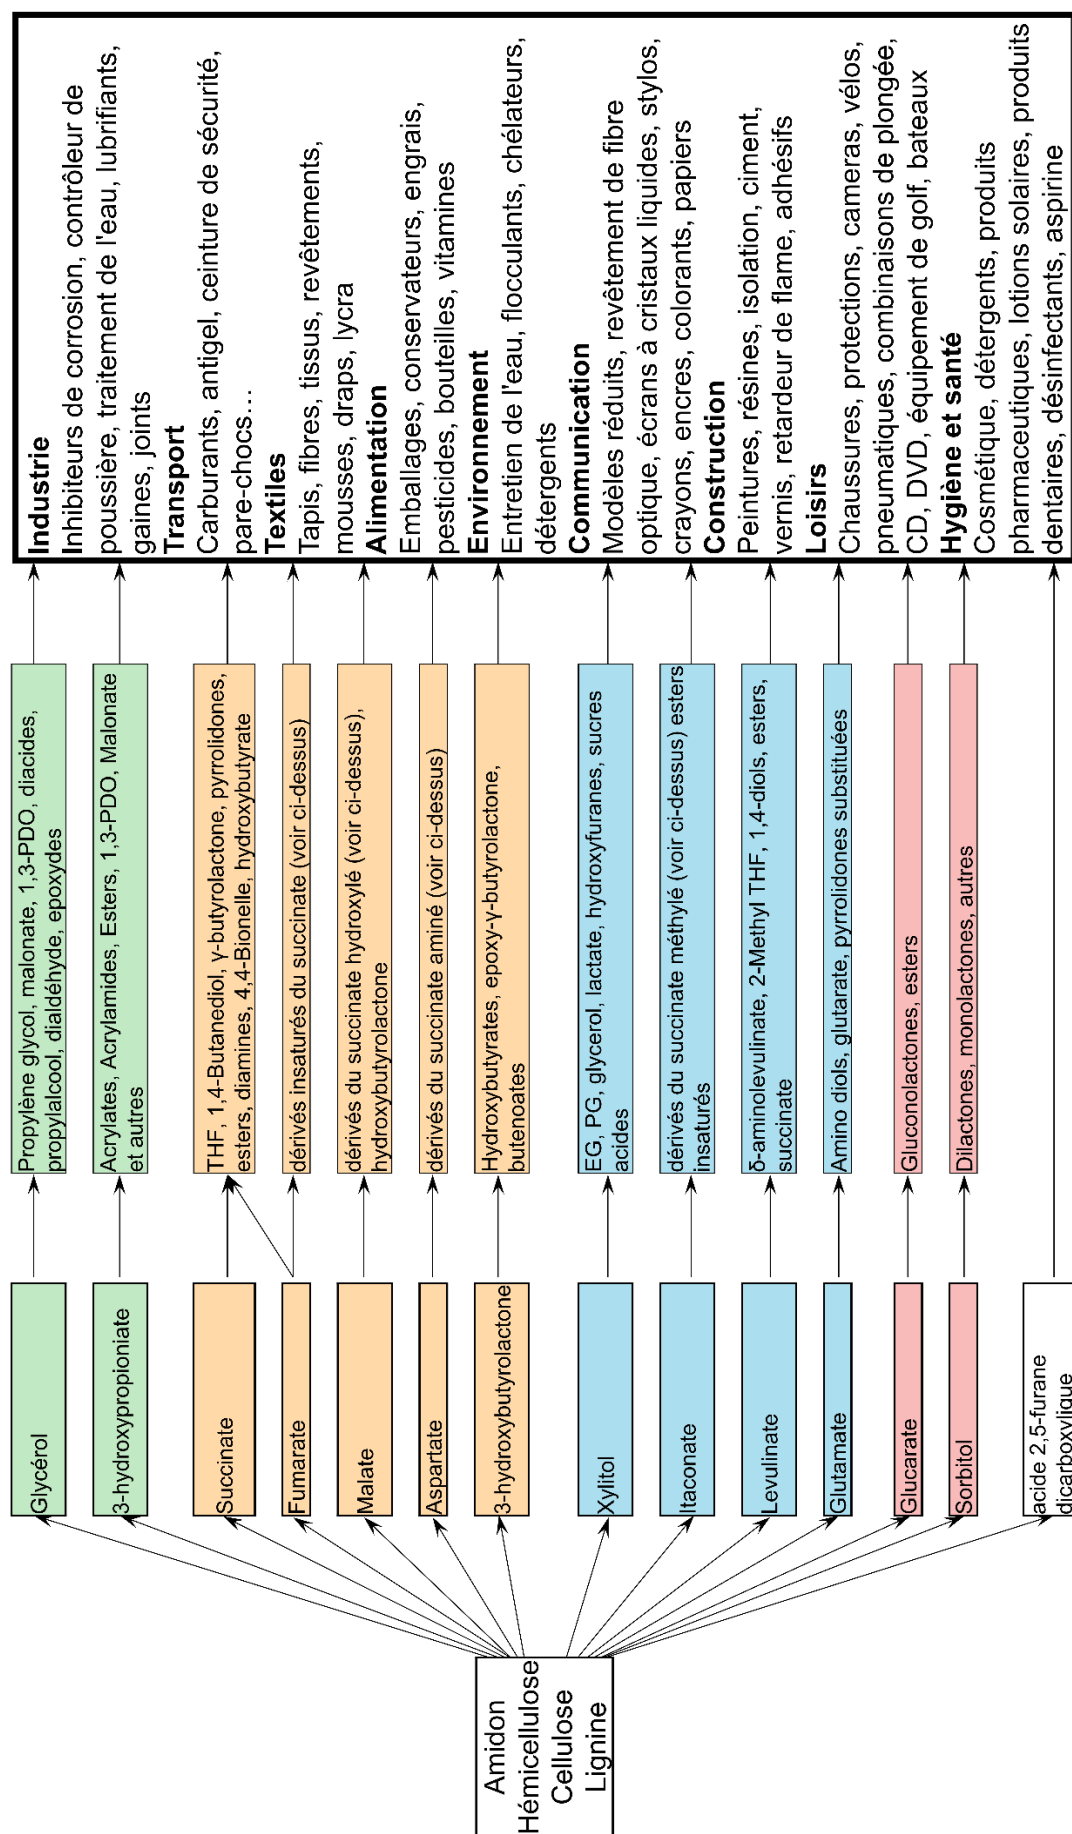 Amidon
Hémicellulose
Cellulose
Lignine
Glycérol
3-hydroxypropioniate
Succinate
Fumarate
Malate
Aspartate
3-hydroxybutyrolactone
Xylitol
Itaconate
Levulinate
Glutamate
Glucarate
Sorbitol
acide 2,5-furane
dicarboxylique
Propylène glycol, malonate, 1,3-PDO, diacides,
propylalcool, dialdéhyde, epoxydes
Acrylates, Acrylamides, Esters, 1,3-PDO, Malonate
et autres
THF, 1,4-Butanediol, γ-butyrolactone, pyrrolidones,
esters, diamines, 4,4-Bionelle, hydroxybutyrate
dérivés insaturés du succinate (voir ci-dessus)
dérivés du succinate hydroxylé (voir ci-dessus),
hydroxybutyrolactone
dérivés du succinate aminé (voir ci-dessus)
Hydroxybutyrates, epoxy-γ-butyrolactone,
butenoates
EG, PG, glycerol, lactate, hydroxyfuranes, sucres
acides
dérivés du succinate méthylé (voir ci-dessus) esters
insaturés
δ-aminolevulinate, 2-Methyl THF, 1,4-diols, esters,
succinate
Amino diols, glutarate, pyrrolidones substituées
Gluconolactones, esters
Dilactones, monolactones, autres
Industrie
Inhibiteurs de corrosion, contrôleur de
poussière, traitement de l'eau, lubrifiants,
gaines, joints
Transport
Carburants, antigel, ceinture de sécurité,
pare-chocs...
Textiles
Tapis, fibres, tissus, revêtements,
mousses, draps, lycra
Alimentation
Emballages, conservateurs, engrais,
pesticides, bouteilles, vitamines
Environnement
Entretien de l'eau, flocculants, chélateurs,
détergents
Communication
Modèles réduits, revêtement de fibre
optique, écrans à cristaux liquides, stylos,
crayons, encres, colorants, papiers
Construction
Peintures, résines, isolation, ciment,
vernis, retardeur de flame, adhésifs
Loisirs
Chaussures, protections, cameras, vélos,
pneumatiques, combinaisons de plongée,
CD, DVD, équipement de golf, bateaux
Hygiène et santé
Cosmétique, détergents, produits
pharmaceutiques, lotions solaires, produits
dentaires, désinfectants, aspirine